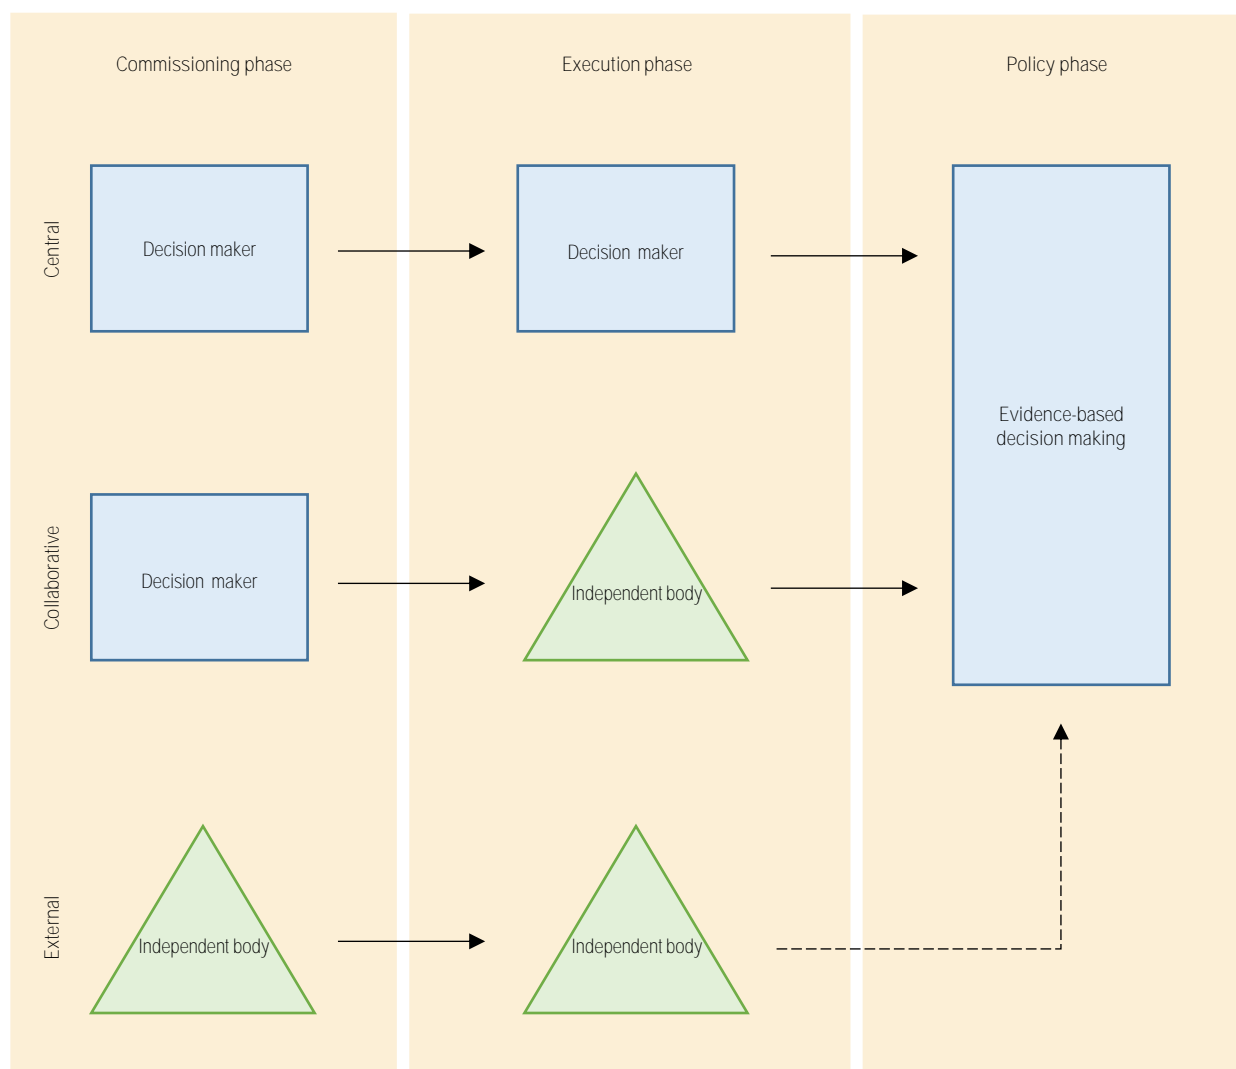 Commissioning phase
Execution phase
Policy phase
Central
Decision maker
Decision maker
Evidence-based
decision making
Collaborative
Decision maker
Independent body
External
Independent body
Independent body